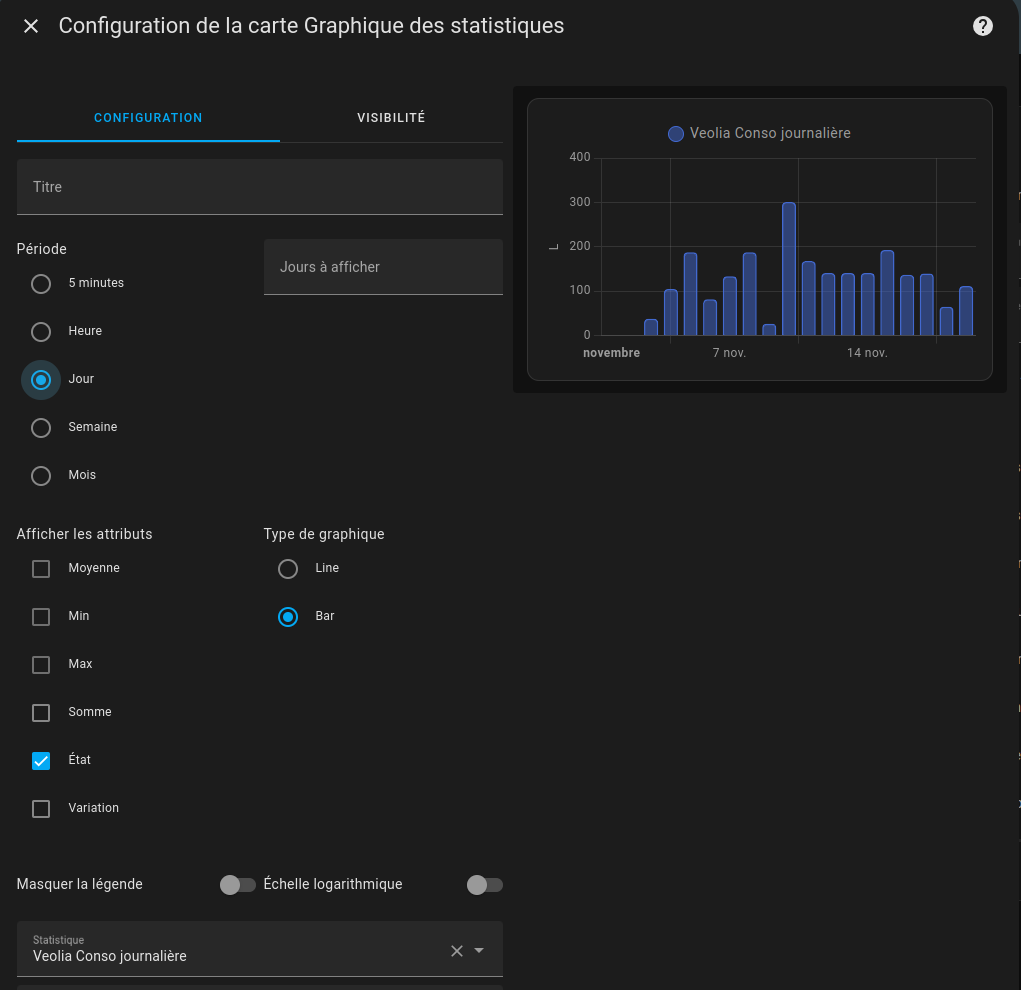 Configuration de la carte Graphique des statistiques
CONFIGURATION
VISIBILITÉ
Titre
Période
5 minutes
Heure
Jour
Semaine
Mois
Jours à afficher
Afficher les attributs
Moyenne
Min
Max
Somme
État
Variation
Type de graphique
Line
Bar
Masquer la légende
Échelle logarithmique
Statistique
Veolia Conso journalière
Veolia Conso journalière
400
300
200
100
0
L
novembre
7 nov.
14 nov.